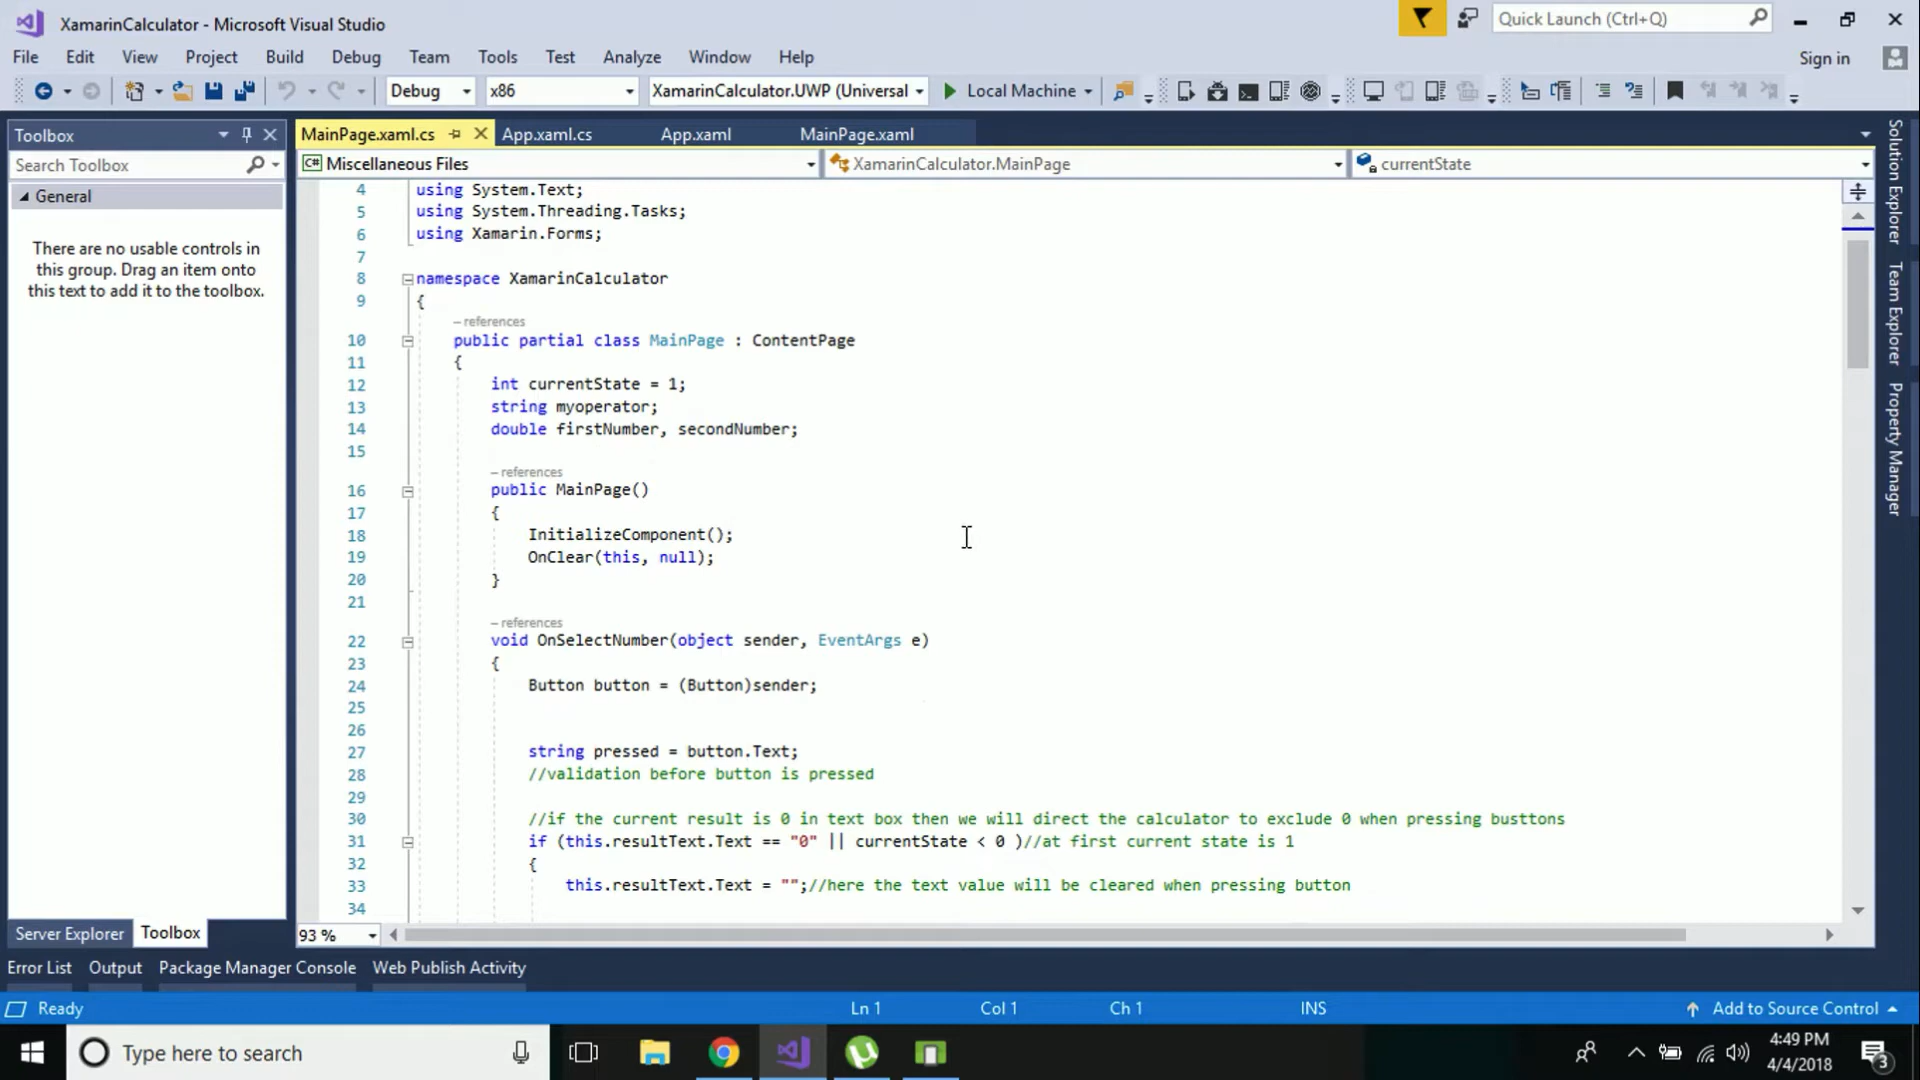 XamarinCalculator - Microsoft Visual Studio
Quick Launch (Ctrl+Q)
File Edit View Project Build Debug Team Tools Test Analyze Window Help
Sign in
Debug x86 XamarinCalculator.UWP (Universal Local Machine
Toolbox
MainPage.xaml.cs App.xaml.cs App.xaml MainPage.xaml
Search Toolbox
C# Miscellaneous Files XamarinCalculator.MainPage currentState
General
There are no usable controls in
this group. Drag an item onto
this text to add it to the toolbox.
4 using System.Text;
5 using System.Threading.Tasks;
6 using Xamarin.Forms;
7
8 namespace XamarinCalculator
9 {
– references
10 public partial class MainPage : ContentPage
11 {
12 int currentState = 1;
13 string myoperator;
14 double firstNumber, secondNumber;
15
– references
16 public MainPage()
17 {
18 InitializeComponent();
19 OnClear(this, null);
20 }
21
– references
22 void OnSelectNumber(object sender, EventArgs e)
23 {
24 Button button = (Button)sender;
25
26
27 string pressed = button.Text;
28 //validation before button is pressed
29
30 //if the current result is 0 in text box then we will direct the calculator to exclude 0 when pressing busttons
31 if (this.resultText.Text == "0" || currentState < 0 )//at first current state is 1
32 {
33 this.resultText.Text = "";//here the text value will be cleared when pressing button
34
Solution Explorer
Team Explorer
Property Manager
Server Explorer Toolbox
93 %
Error List Output Package Manager Console Web Publish Activity
Ready Ln 1 Col 1 Ch 1 INS Add to Source Control
Type here to search
4:49 PM
4/4/2018
3